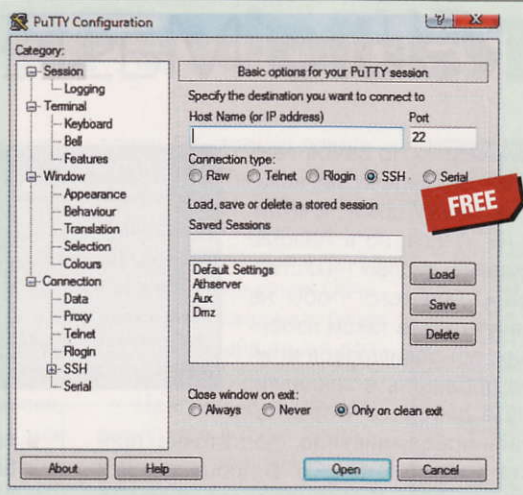 PuTTY Configuration
Category:
Session
Logging
Terminal
Keyboard
Bell
Features
Window
Appearance
Behaviour
Translation
Selection
Colours
Connection
Data
Proxy
Telnet
Rlogin
SSH
Serial
Basic options for your PuTTY session
Specify the destination you want to connect to
Host Name (or IP address) Port
22
Connection type:
Raw Telnet Rlogin SSH Serial
Load, save or delete a stored session
Saved Sessions
Default Settings
Athserver
Aux
Dmz
Load
Save
Delete
Close window on exit:
Always Never Only on clean exit
About Help Open Cancel
FREE